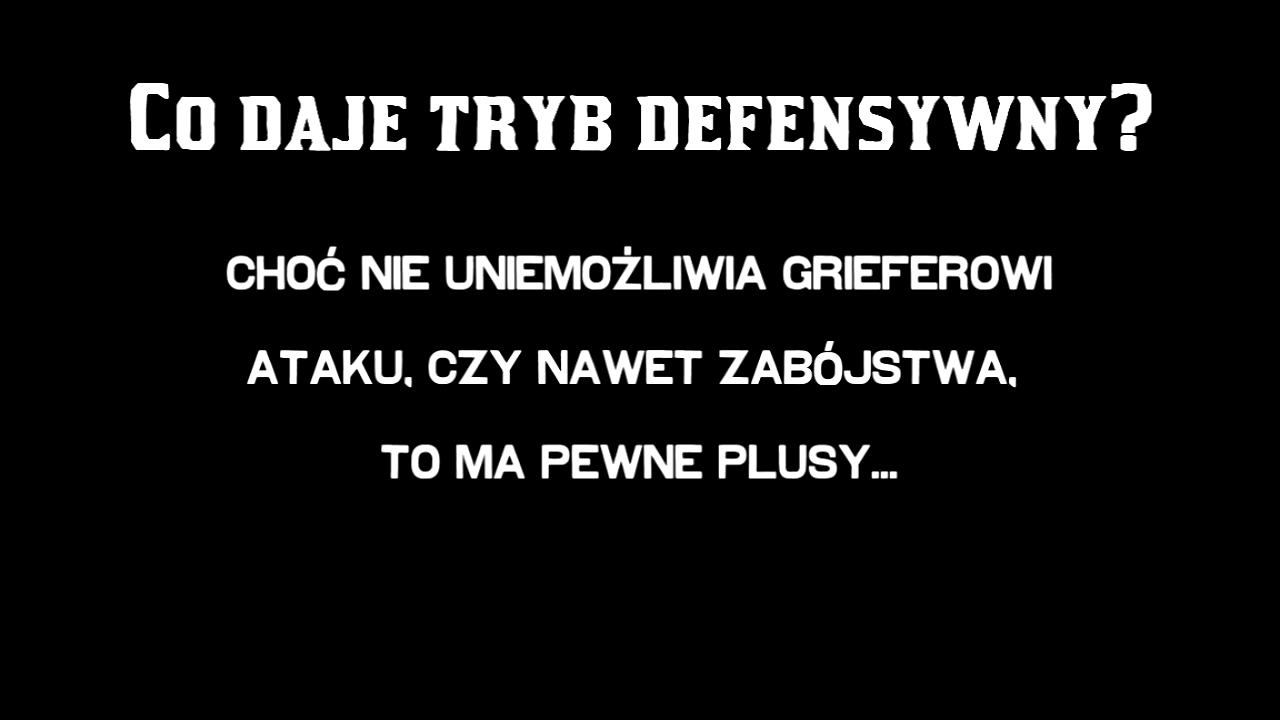 Co daje tryb defensywny?
CHOĆ NIE UNIEMOŻLIWIA GRIEFEROWI
ATAKU, CZY NAWET ZABÓJSTWA,
TO MA PEWNE PLUSY...